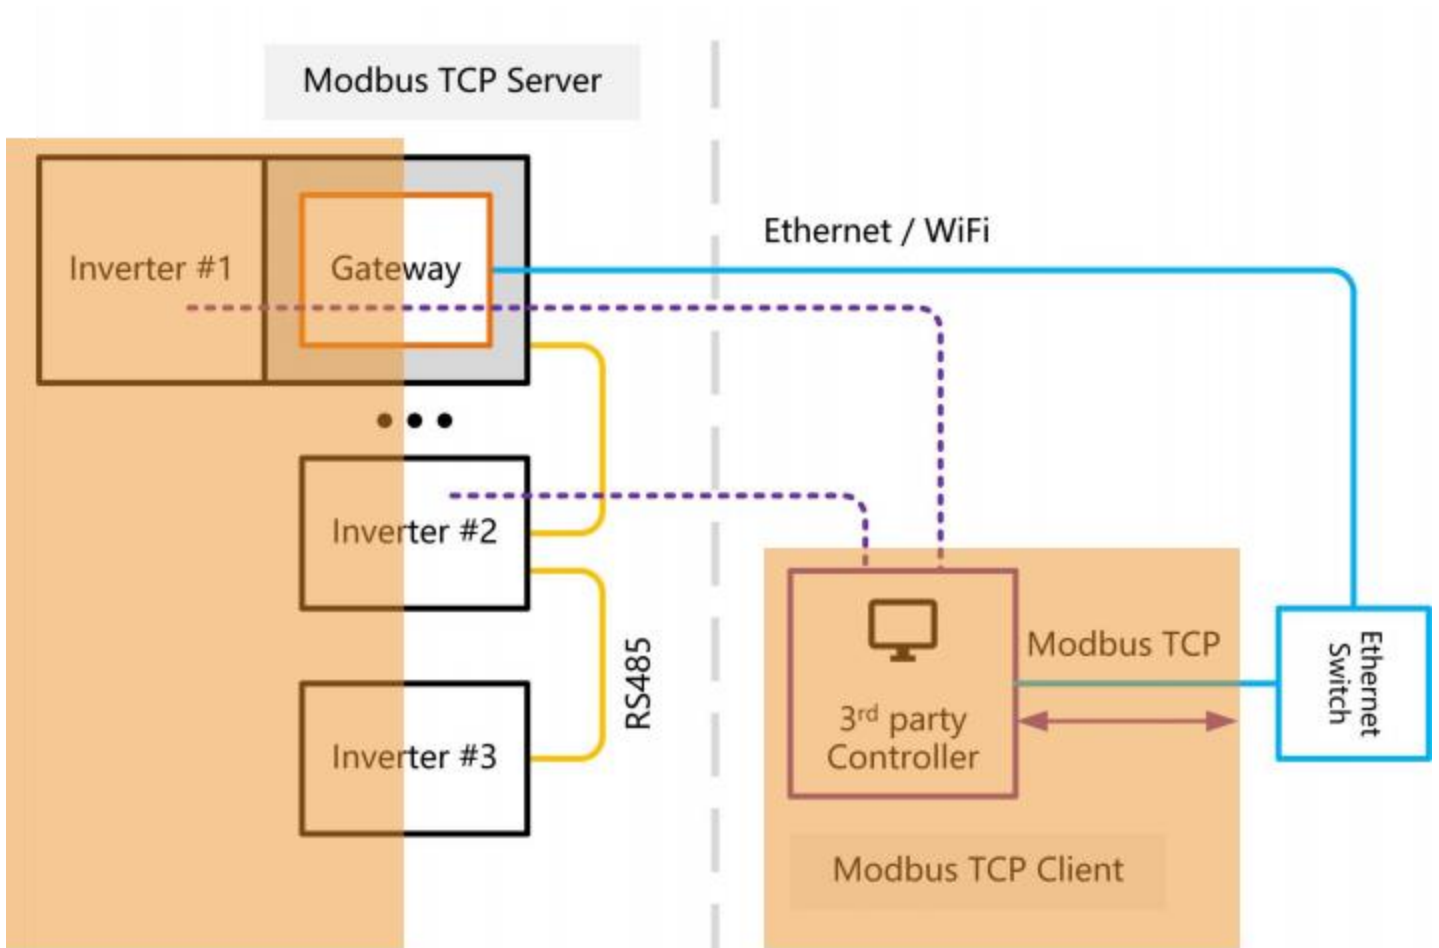 Modbus TCP Server
Ethernet / WiFi
Inverter #1
Gateway
Inverter #2
RS485
Inverter #3
Modbus TCP
Ethernet
Switch
3rd party
Controller
Modbus TCP Client